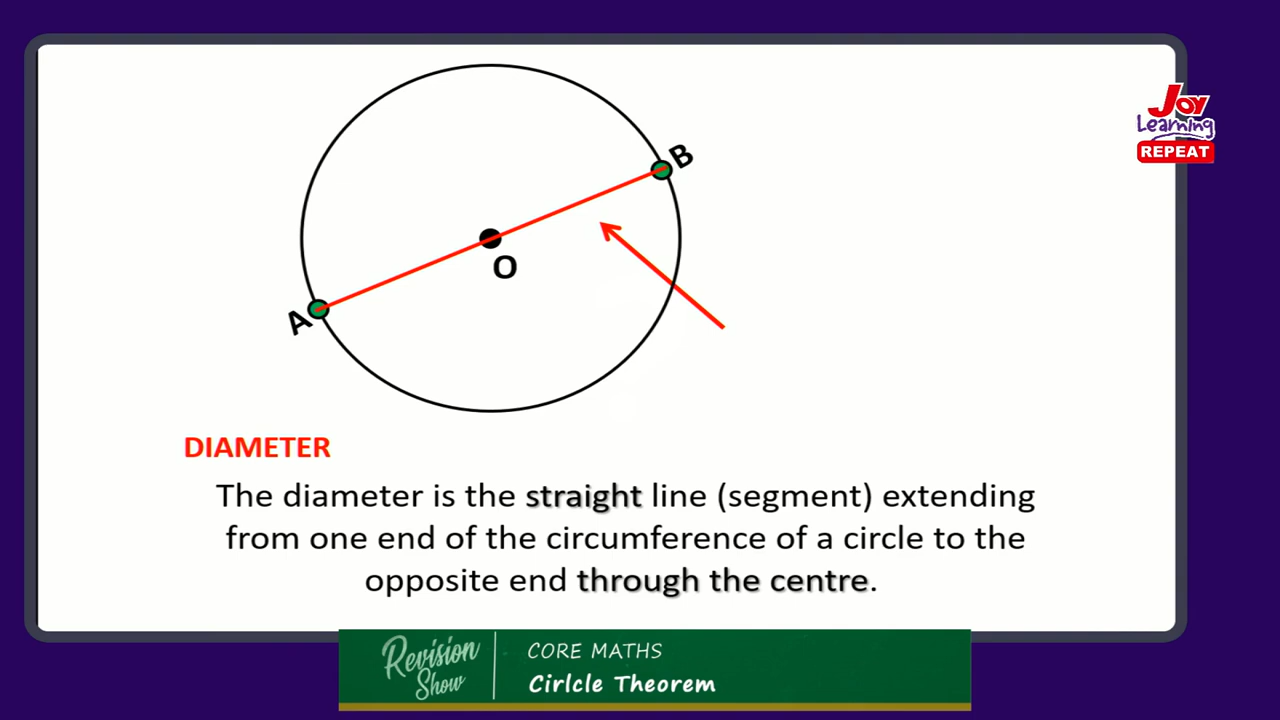 JOY
Learning
REPEAT
B
O
A
DIAMETER
The diameter is the straight line (segment) extending
from one end of the circumference of a circle to the
opposite end through the centre.
Revision
Show
CORE MATHS
Cirlcle Theorem